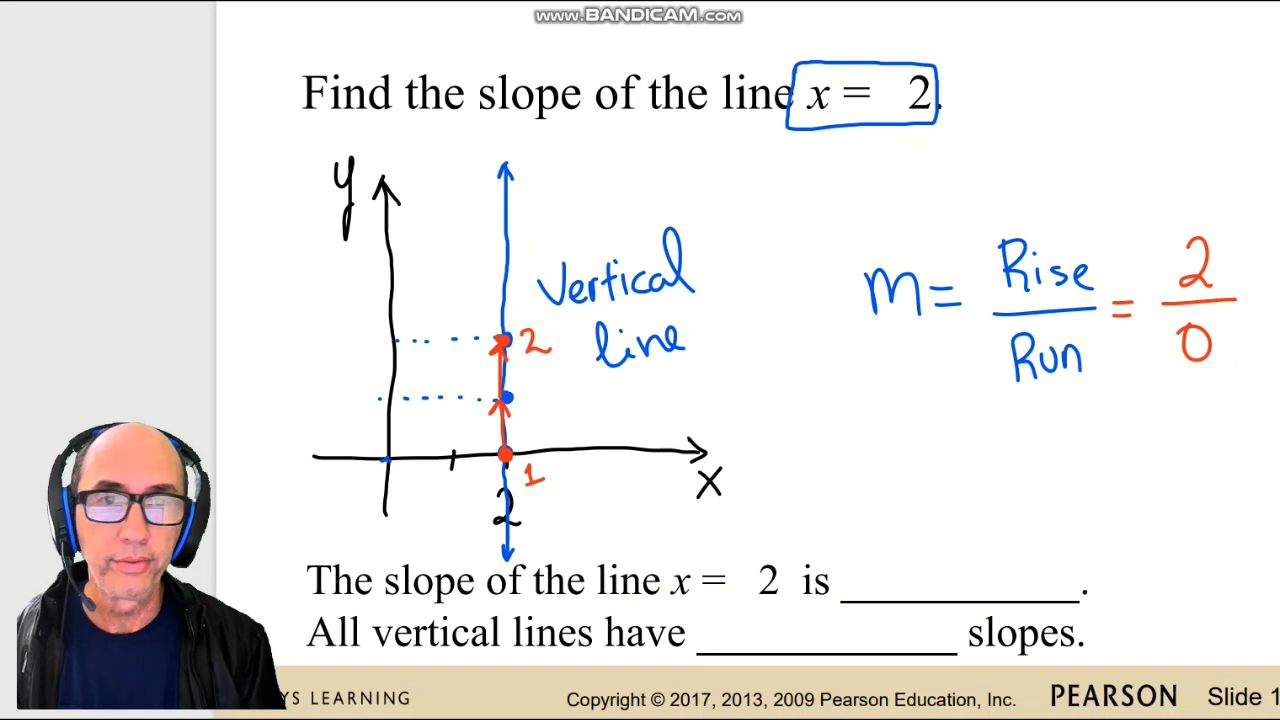 www.BANDICAM.com
Find the slope of the line x = 2.
y
Vertical
line
2
1
2
x
m = Rise / Run = 2 / 0
The slope of the line x = 2 is ____________.
All vertical lines have _____________ slopes.
YS LEARNING
Copyright © 2017, 2013, 2009 Pearson Education, Inc.
PEARSON
Slide 1